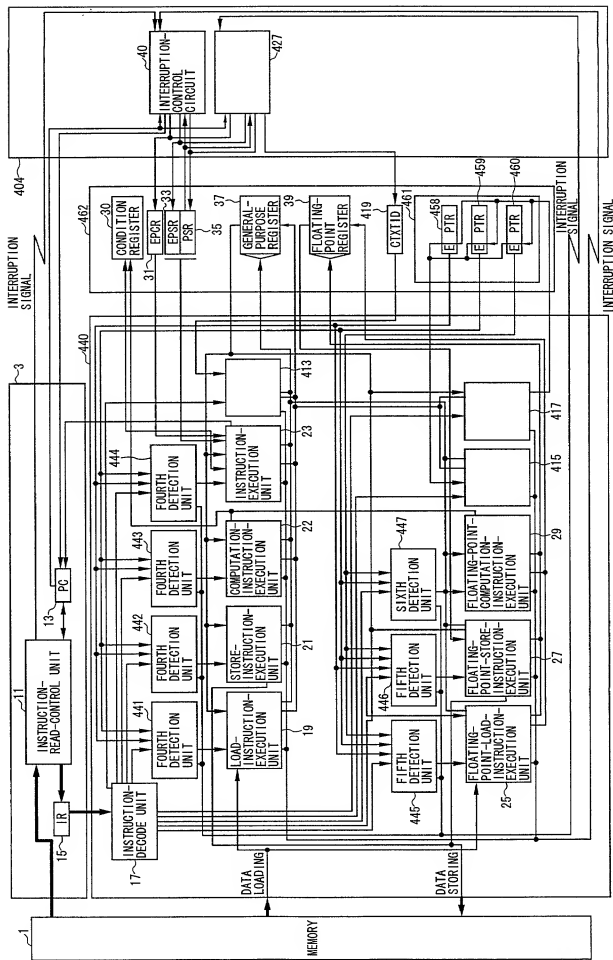 1
MEMORY
3
INSTRUCTION-
READ-CONTROL UNIT
11
13
PC
15
IR
INTERRUPTION
SIGNAL
404
INTERRUPTION-
CONTROL
CIRCUIT
40
427
462
30
CONDITION
REGISTER
EPCR
31
33
EPSR
PSR
35
37
GENERAL-
PURPOSE
REGISTER
39
FLOATING-
POINT
REGISTER
CTXTID
419
461
458
E PTR
459
E PTR
460
E PTR
INTERRUPTION
SIGNAL
INTERRUPTION SIGNAL
440
INSTRUCTION-
DECODE UNIT
17
441
FOURTH
DETECTION
UNIT
442
FOURTH
DETECTION
UNIT
443
FOURTH
DETECTION
UNIT
444
FOURTH
DETECTION
UNIT
LOAD-
INSTRUCTION
EXECUTION
UNIT
19
STORE-
INSTRUCTION
EXECUTION
UNIT
21
COMPUTATION-
INSTRUCTION
EXECUTION
UNIT
22
INSTRUCTION-
EXECUTION
UNIT
23
413
DATA
LOADING
DATA
STORING
FIFTH
DETECTION
UNIT
445
FIFTH
DETECTION
UNIT
446
SIXTH
DETECTION
UNIT
447
FLOATING-
POINT-LOAD-
INSTRUCTION
EXECUTION
UNIT
25
FLOATING-
POINT-STORE-
INSTRUCTION
EXECUTION
UNIT
27
FLOATING-POINT-
COMPUTATION
INSTRUCTION
EXECUTION
UNIT
29
415
417